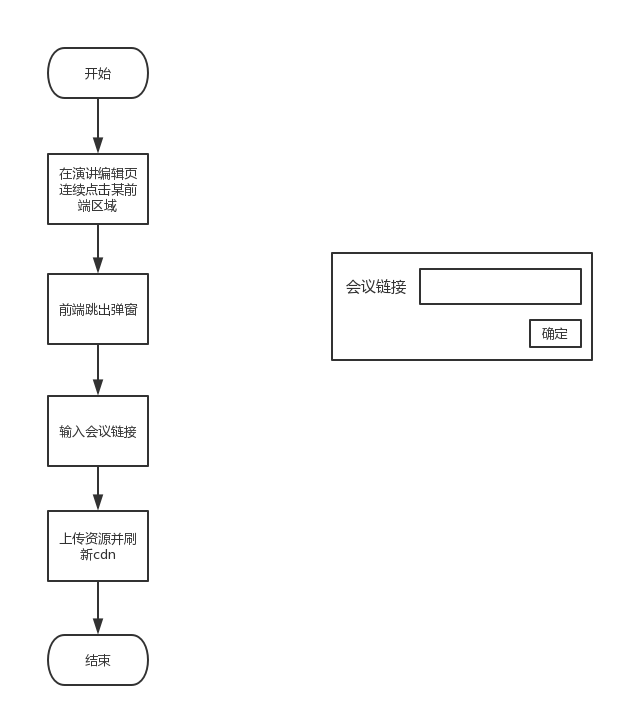 开始
在演讲编辑页
连续点击某前
端区域
前端跳出弹窗
会议链接
确定
输入会议链接
上传资源并刷
新cdn
结束